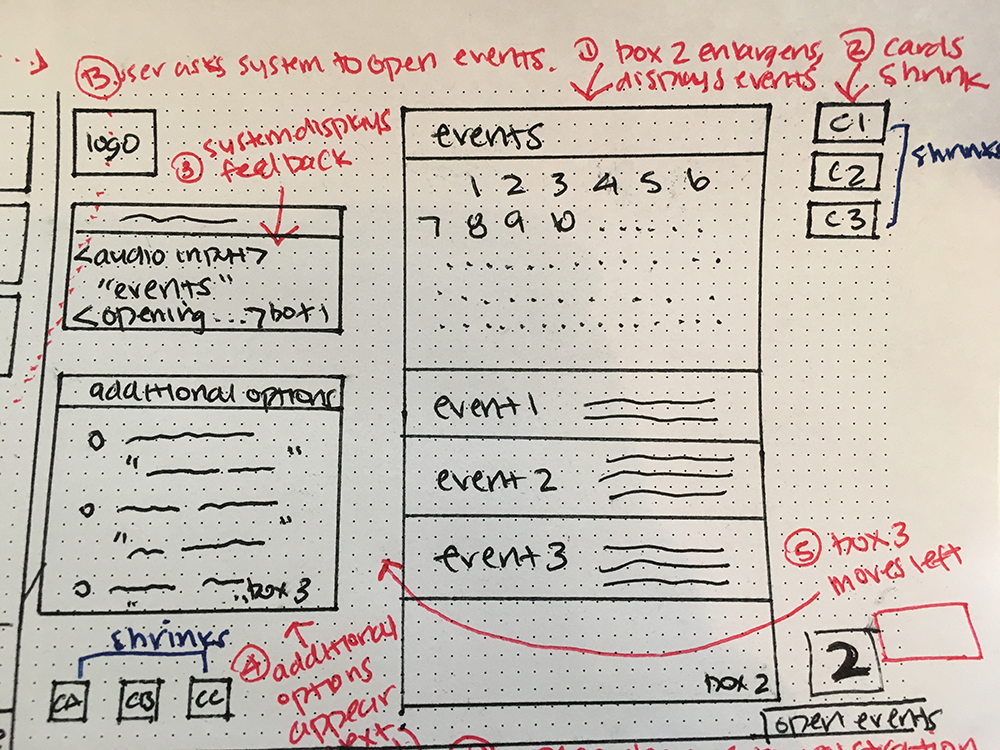 B user asks system to open events.
1 box 2 enlargens,
displays events
2 cards
shrink
logo
3 system displays
feedback
<audio input>
"events"
<opening...> box 1
additional options
box 3
shrinks
CA CB CC
4 additional
options
appear
events
1 2 3 4 5 6
7 8 9 10
event 1
event 2
event 3
box 2
C1
C2
C3
shrinks
5 box 3
moves left
2
open events